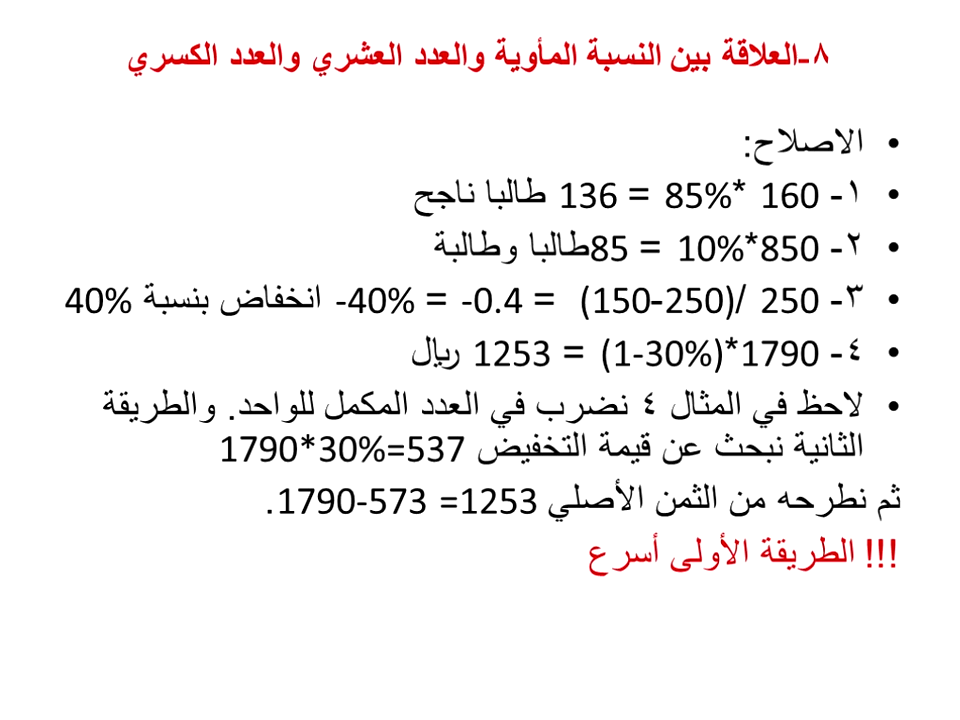 ٨-العلاقة بين النسبة المأوية والعدد العشري والعدد الكسري
• الاصلاح:
• ١- 160 *85% = 136 طالبا ناجح
• ٢- 850*10% = 85طالبا وطالبة
• ٣- 250 /(150-250) = -0.4 = -40% انخفاض بنسبة 40%
• ٤- 1790*(1-30%) = 1253 ريال
• لاحظ في المثال ٤ نضرب في العدد المكمل للواحد. والطريقة
الثانية نبحث عن قيمة التخفيض 1790*30%=537
ثم نطرحه من الثمن الأصلي 1790-573 =1253.
!!! الطريقة الأولى أسرع